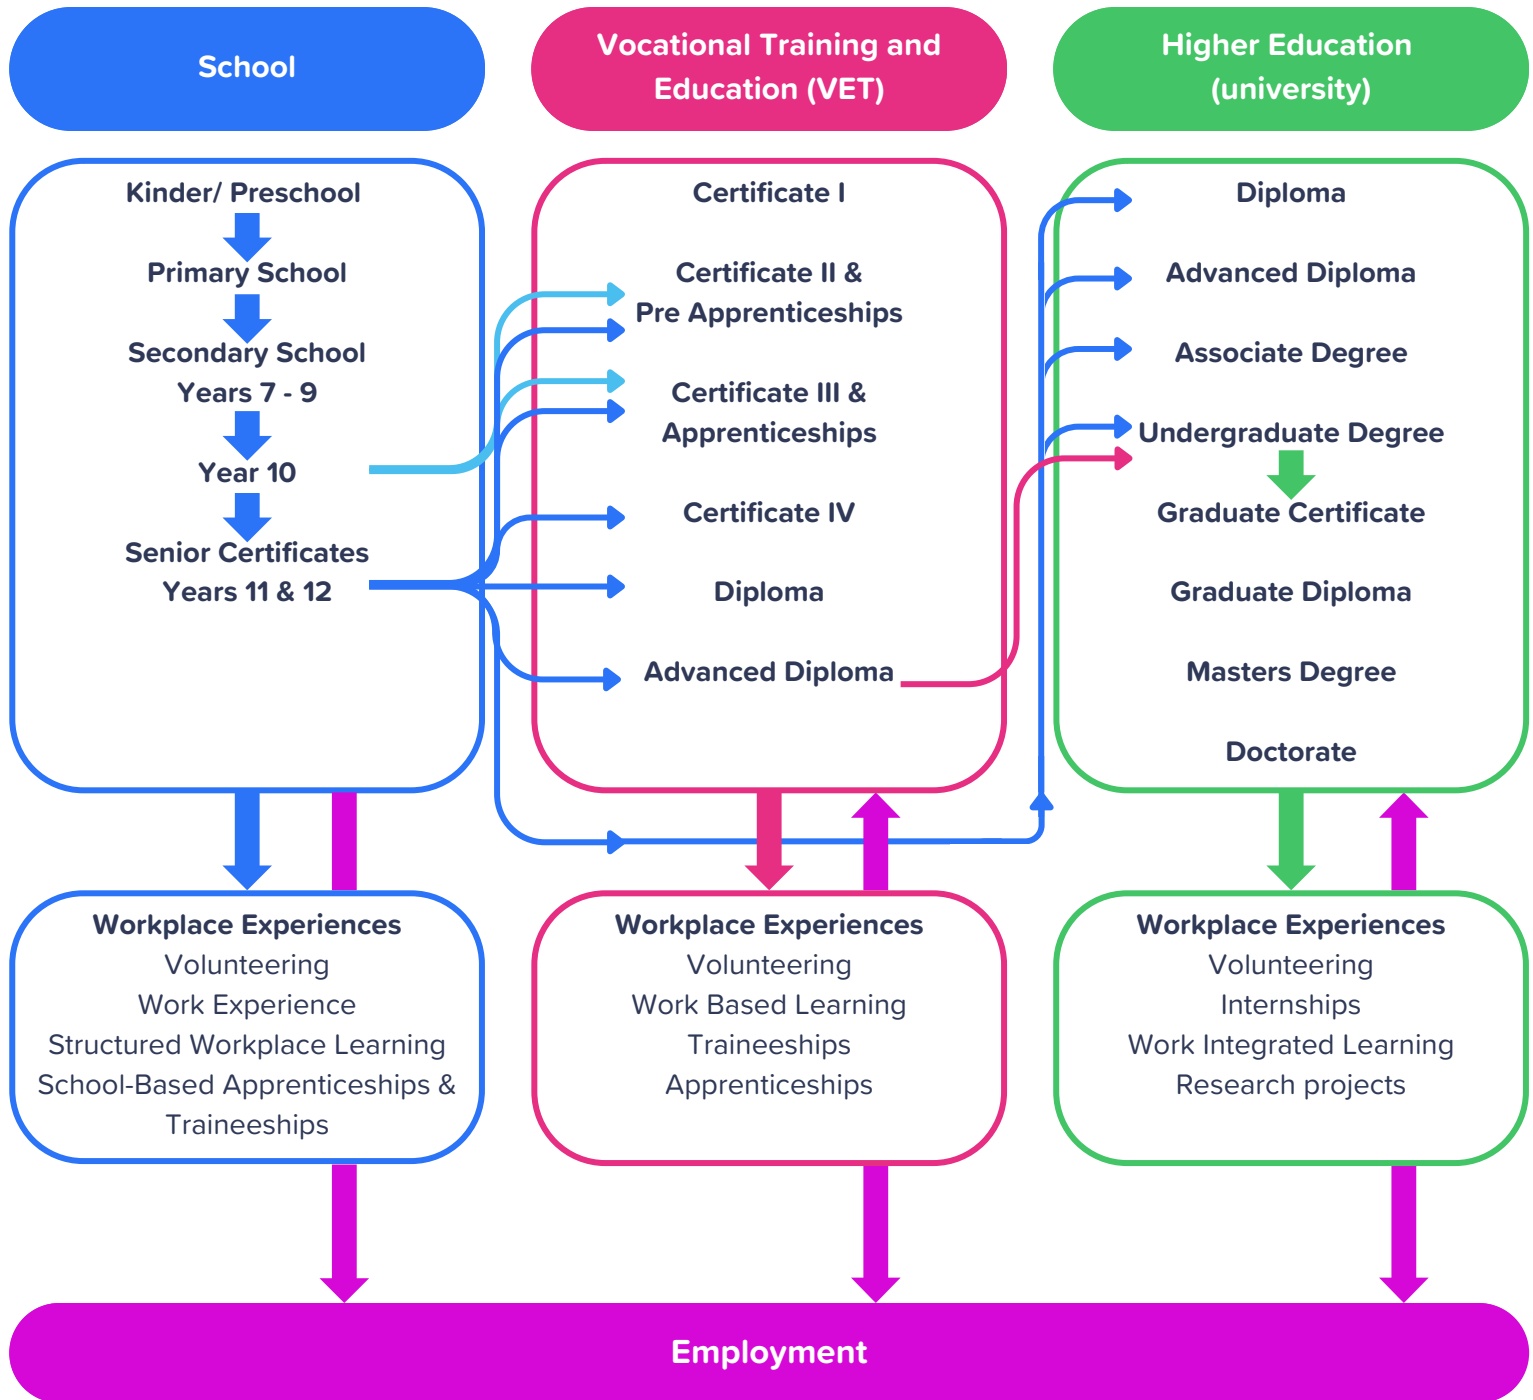 School
Kinder/ Preschool
Primary School
Secondary School
Years 7 - 9
Year 10
Senior Certificates
Years 11 & 12
Workplace Experiences
Volunteering
Work Experience
Structured Workplace Learning
School-Based Apprenticeships &
Traineeships
Vocational Training and
Education (VET)
Certificate I
Certificate II &
Pre Apprenticeships
Certificate III &
Apprenticeships
Certificate IV
Diploma
Advanced Diploma
Workplace Experiences
Volunteering
Work Based Learning
Traineeships
Apprenticeships
Higher Education
(university)
Diploma
Advanced Diploma
Associate Degree
Undergraduate Degree
Graduate Certificate
Graduate Diploma
Masters Degree
Doctorate
Workplace Experiences
Volunteering
Internships
Work Integrated Learning
Research projects
Employment